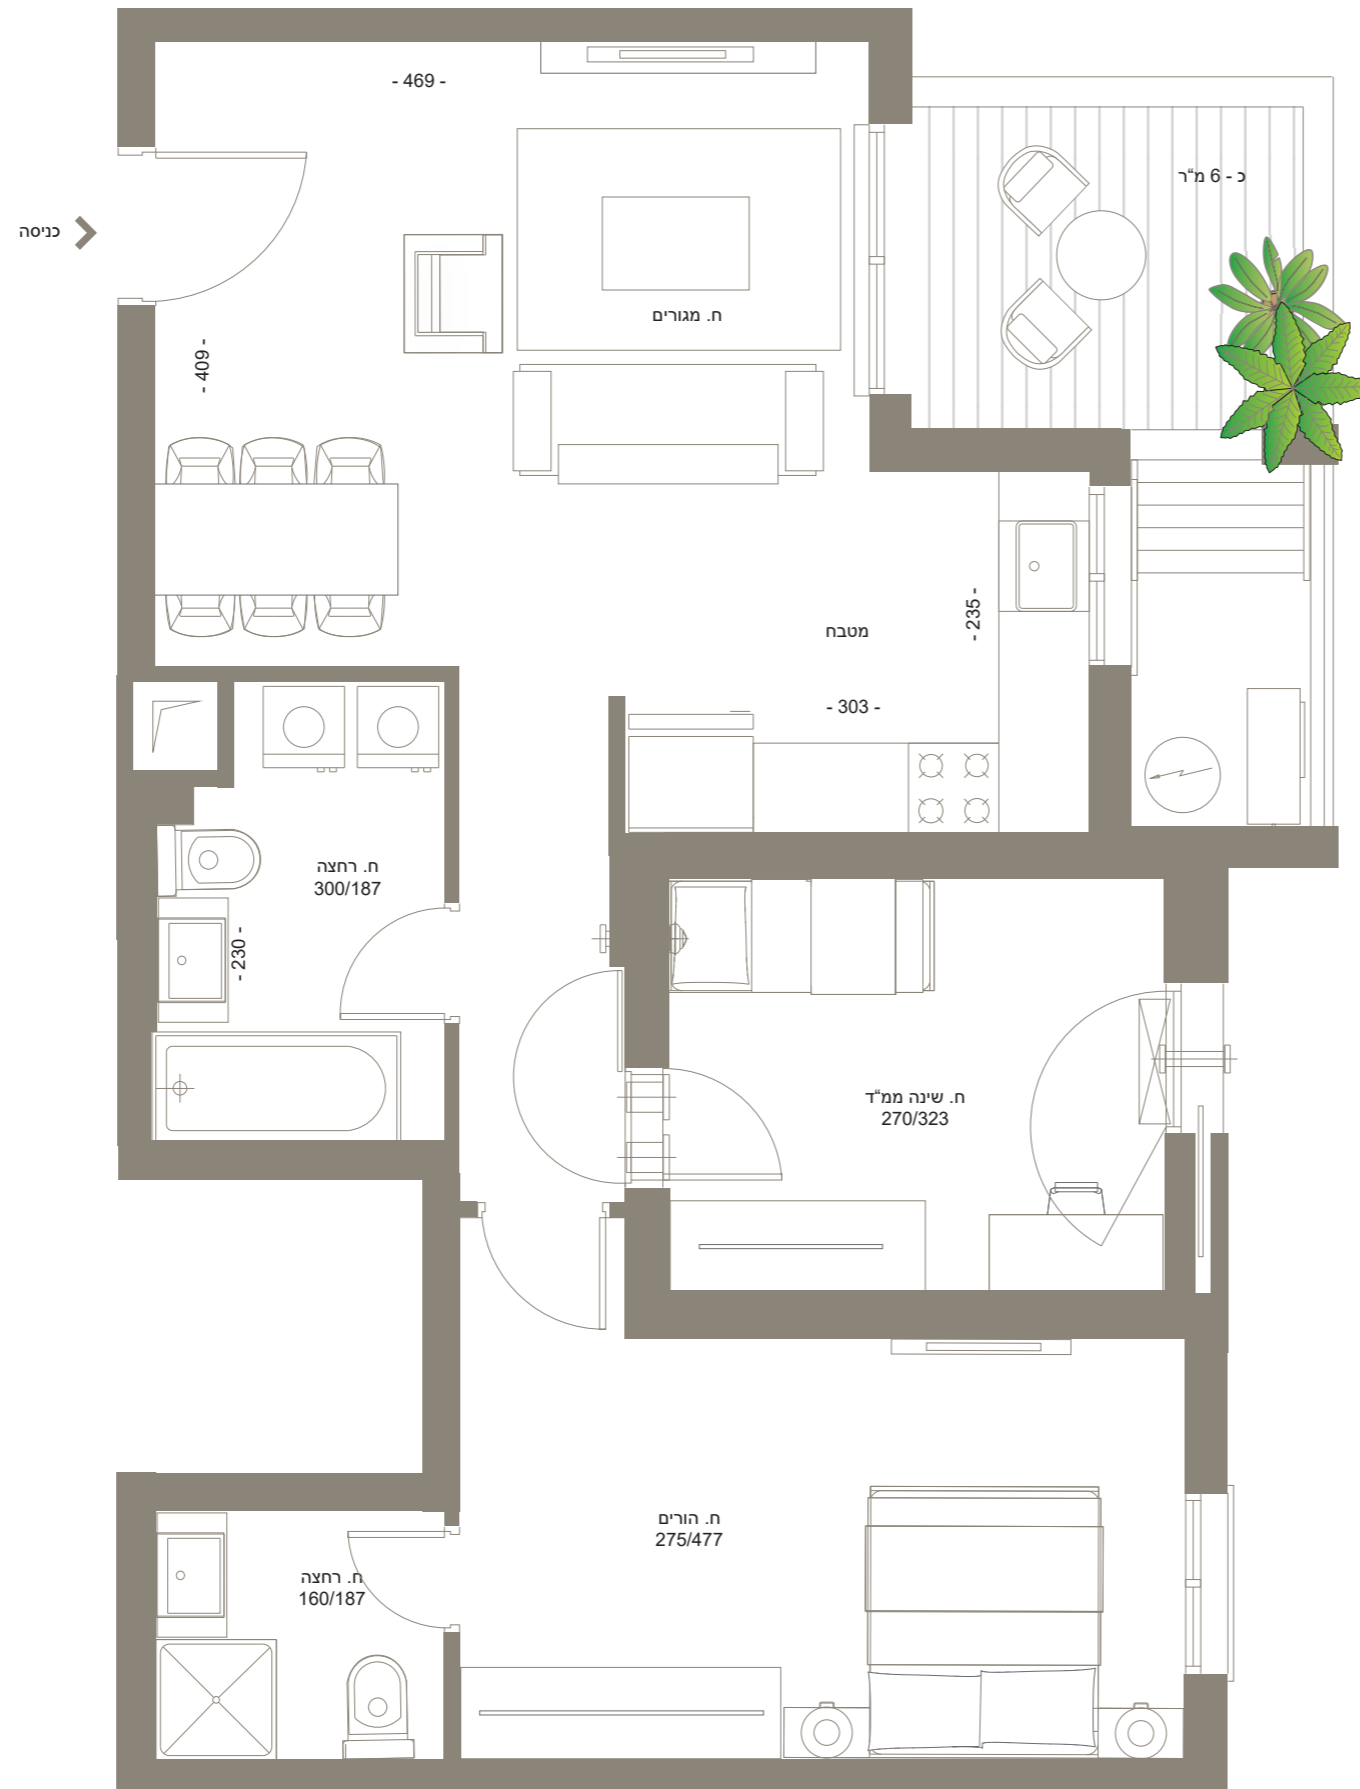 - 469 -
כ - 6 מ"ר
כניסה
ח. מגורים
- 409 -
- 235 -
מטבח
- 303 -
ח. רחצה
300/187
- 230 -
ח. שינה ממ"ד
270/323
ח. הורים
275/477
ח. רחצה
160/187